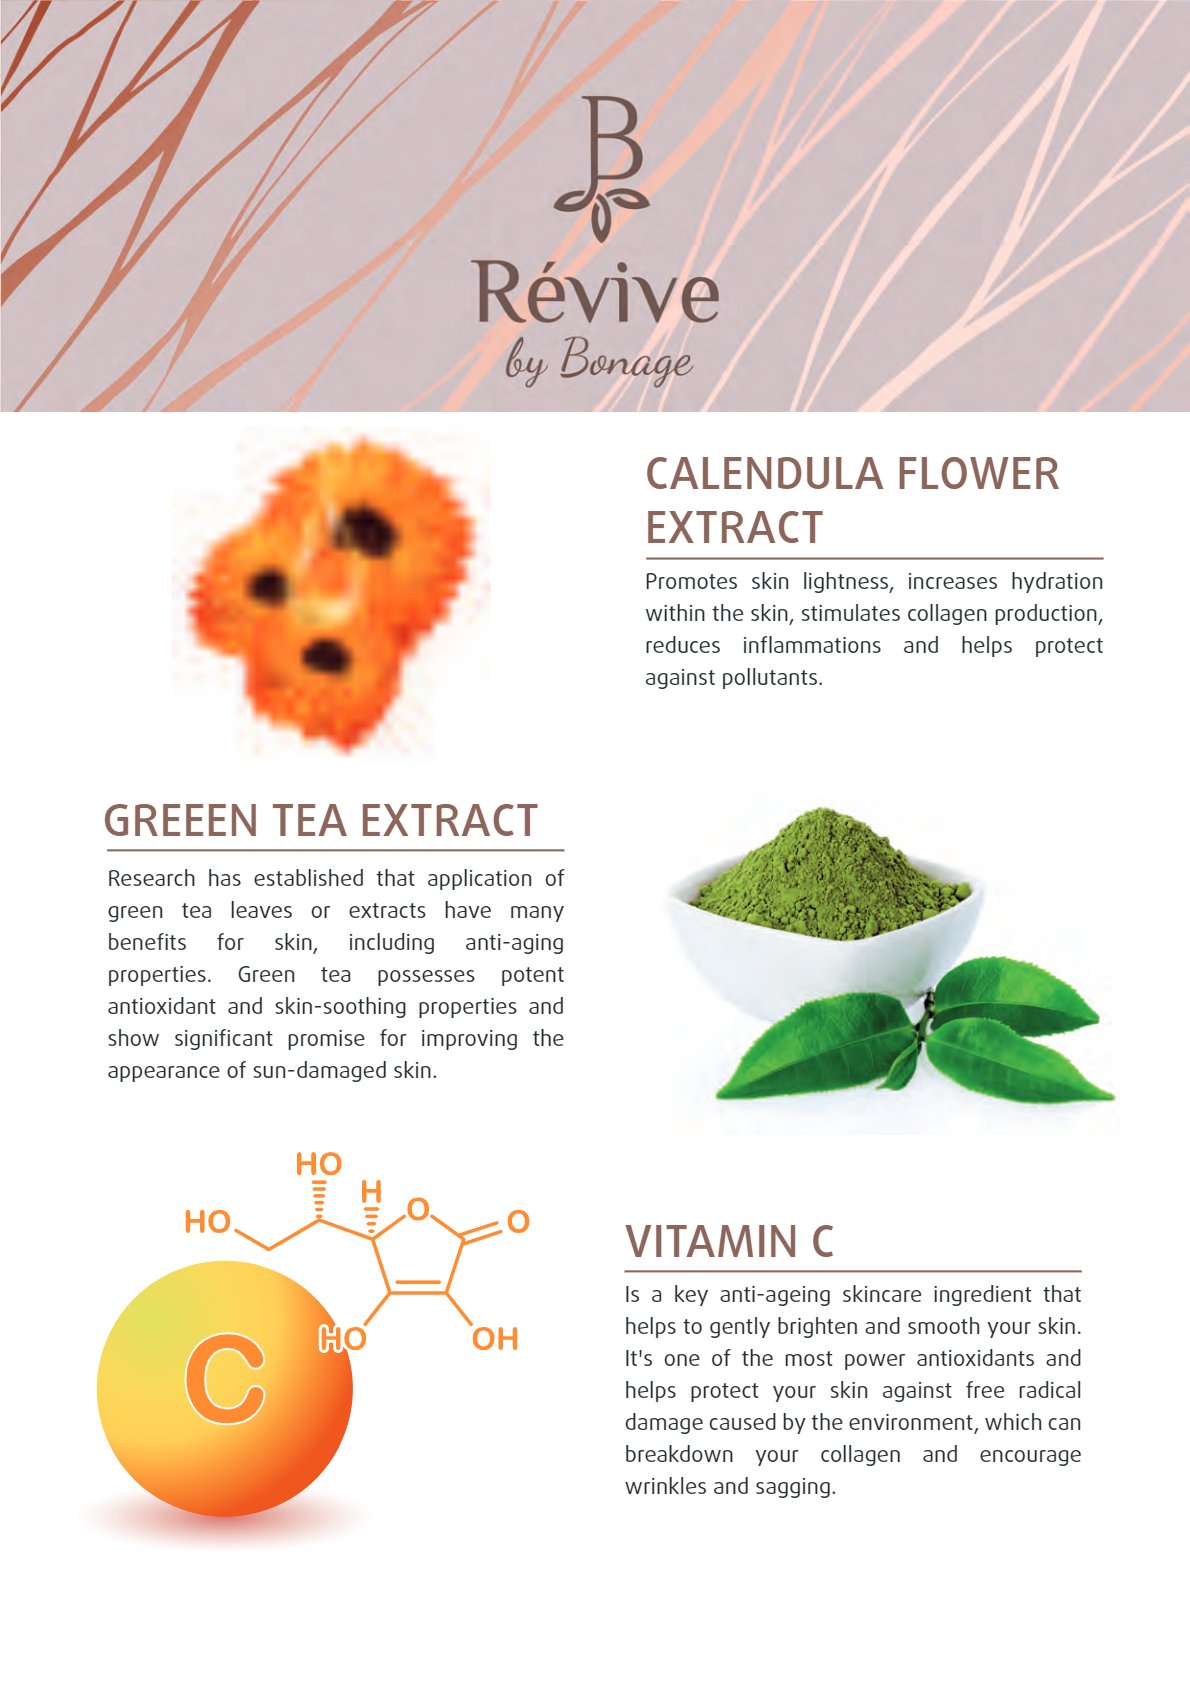 B
Révive
by Bonage
CALENDULA FLOWER
EXTRACT
Promotes skin lightness, increases hydration
within the skin, stimulates collagen production,
reduces inflammations and helps protect
against pollutants.
GREEEN TEA EXTRACT
Research has established that application of
green tea leaves or extracts have many
benefits for skin, including anti-aging
properties. Green tea possesses potent
antioxidant and skin-soothing properties and
show significant promise for improving the
appearance of sun-damaged skin.
HO
H
HO
O
O
HO
OH
C
VITAMIN C
Is a key anti-ageing skincare ingredient that
helps to gently brighten and smooth your skin.
It's one of the most power antioxidants and
helps protect your skin against free radical
damage caused by the environment, which can
breakdown your collagen and encourage
wrinkles and sagging.